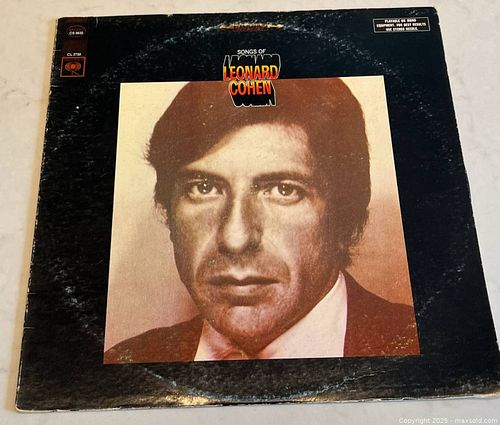 CS 9533
CL 2733
SONGS OF
LEONARD
COHEN
PLAYABLE ON MONO
EQUIPMENT. FOR BEST RESULTS
USE STEREO NEEDLE.
Copyright 2025 - maxsold.com